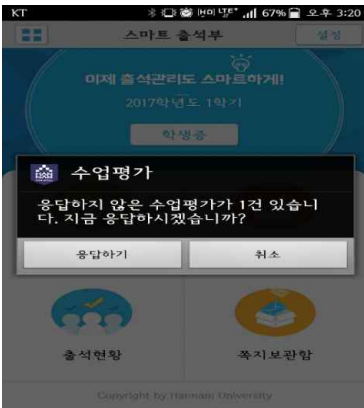 KT 67% 오후 3:20
스마트 출석부
설정
이제 출석관리도 스마트하게!
2017학년도 1학기
학생증
수업평가
응답하지 않은 수업평가가 1건 있습니
다. 지금 응답하시겠습니까?
응답하기 취소
출석현황 쪽지보관함
Copyright by Hannam University